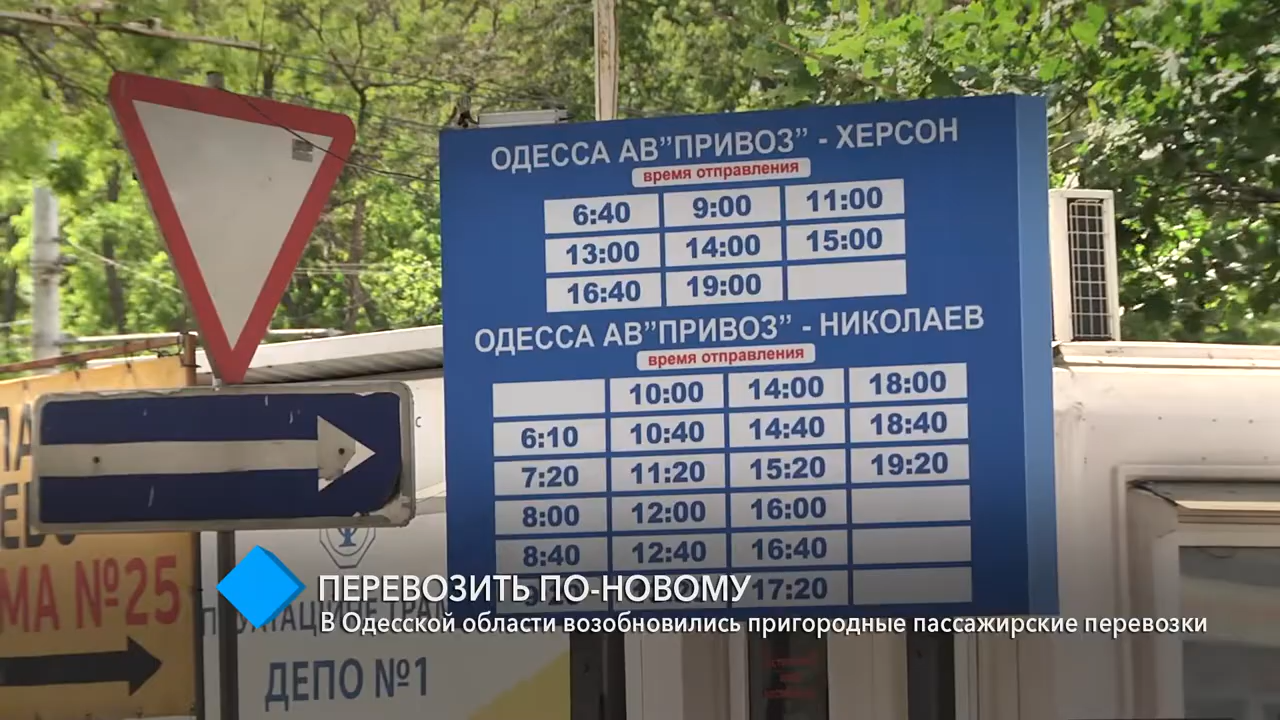 ОДЕССА АВ"ПРИВОЗ" - ХЕРСОН
время отправления
6:40 9:00 11:00
13:00 14:00 15:00
16:40 19:00
ОДЕССА АВ"ПРИВОЗ" - НИКОЛАЕВ
время отправления
10:00 14:00 18:00
6:10 10:40 14:40 18:40
7:20 11:20 15:20 19:20
8:00 12:00 16:00
8:40 12:40 16:40
9:20 17:20
МА №25
ДЕПО №1
ПЕРЕВОЗИТЬ ПО-НОВОМУ
В Одесской области возобновились пригородные пассажирские перевозки